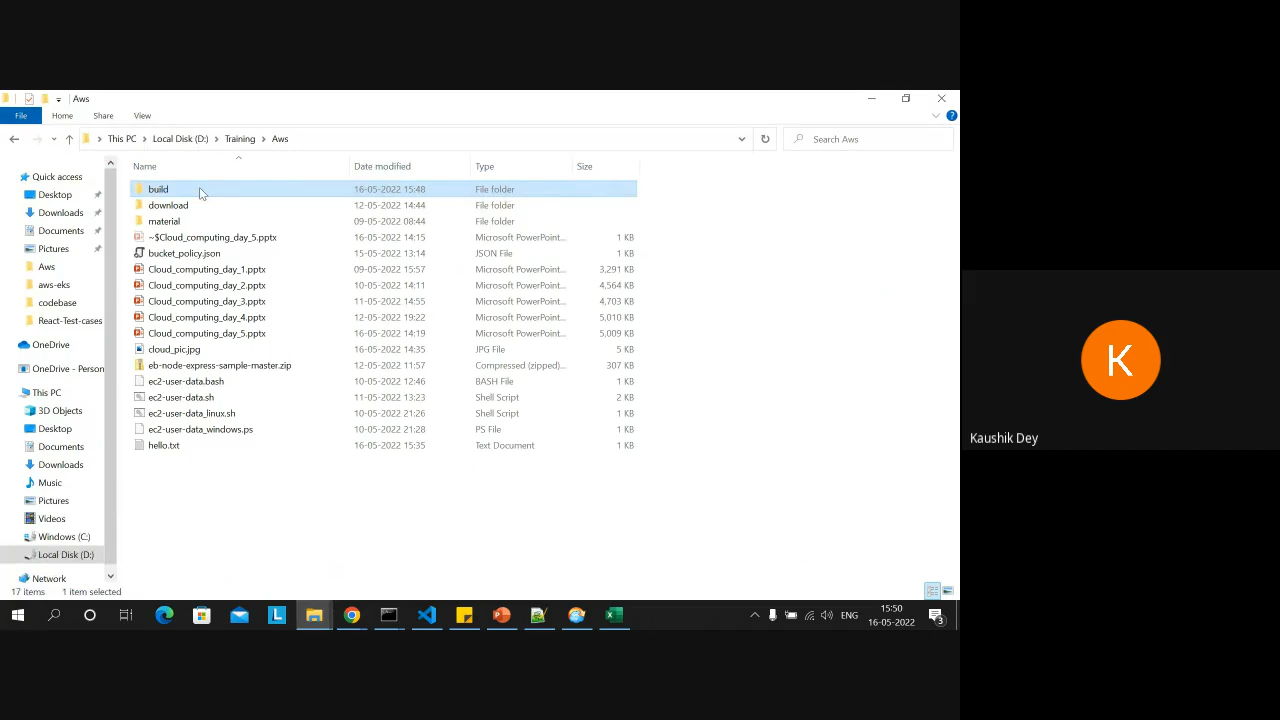 Aws
File Home Share View
This PC Local Disk (D:) Training Aws Search Aws
Name Date modified Type Size
Quick access
Desktop
Downloads
Documents
Pictures
Aws
aws-eks
codebase
React-Test-cases
OneDrive
OneDrive - Person
This PC
3D Objects
Desktop
Documents
Downloads
Music
Pictures
Videos
Windows (C:)
Local Disk (D:)
Network
build 16-05-2022 15:48 File folder
download 12-05-2022 14:44 File folder
material 09-05-2022 08:44 File folder
~$Cloud_computing_day_5.pptx 16-05-2022 14:15 Microsoft PowerPoint... 1 KB
bucket_policy.json 15-05-2022 13:14 JSON File 1 KB
Cloud_computing_day_1.pptx 09-05-2022 15:57 Microsoft PowerPoint... 3,291 KB
Cloud_computing_day_2.pptx 10-05-2022 14:11 Microsoft PowerPoint... 4,564 KB
Cloud_computing_day_3.pptx 11-05-2022 14:55 Microsoft PowerPoint... 4,703 KB
Cloud_computing_day_4.pptx 12-05-2022 19:22 Microsoft PowerPoint... 5,010 KB
Cloud_computing_day_5.pptx 16-05-2022 14:19 Microsoft PowerPoint... 5,009 KB
cloud_pic.jpg 16-05-2022 14:35 JPG File 5 KB
eb-node-express-sample-master.zip 12-05-2022 11:57 Compressed (zipped)... 307 KB
ec2-user-data.bash 10-05-2022 12:46 BASH File 1 KB
ec2-user-data.sh 11-05-2022 13:23 Shell Script 2 KB
ec2-user-data_linux.sh 10-05-2022 21:26 Shell Script 1 KB
ec2-user-data_windows.ps 10-05-2022 21:28 PS File 1 KB
hello.txt 16-05-2022 15:35 Text Document 1 KB
17 items 1 item selected
L ENG 15:50
16-05-2022 3
K
Kaushik Dey